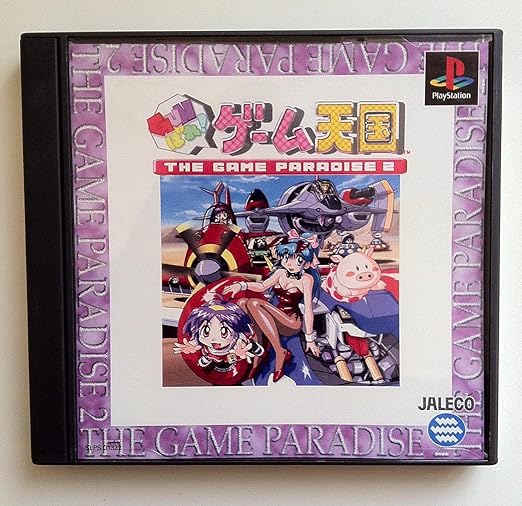 THE GAME PARADISE 2
PlayStation
ゲーム天国
TM
THE GAME PARADISE 2
THE GAME PARADISE 2
THE GAME PARADISE
JALECO
THE GAME PARADISE